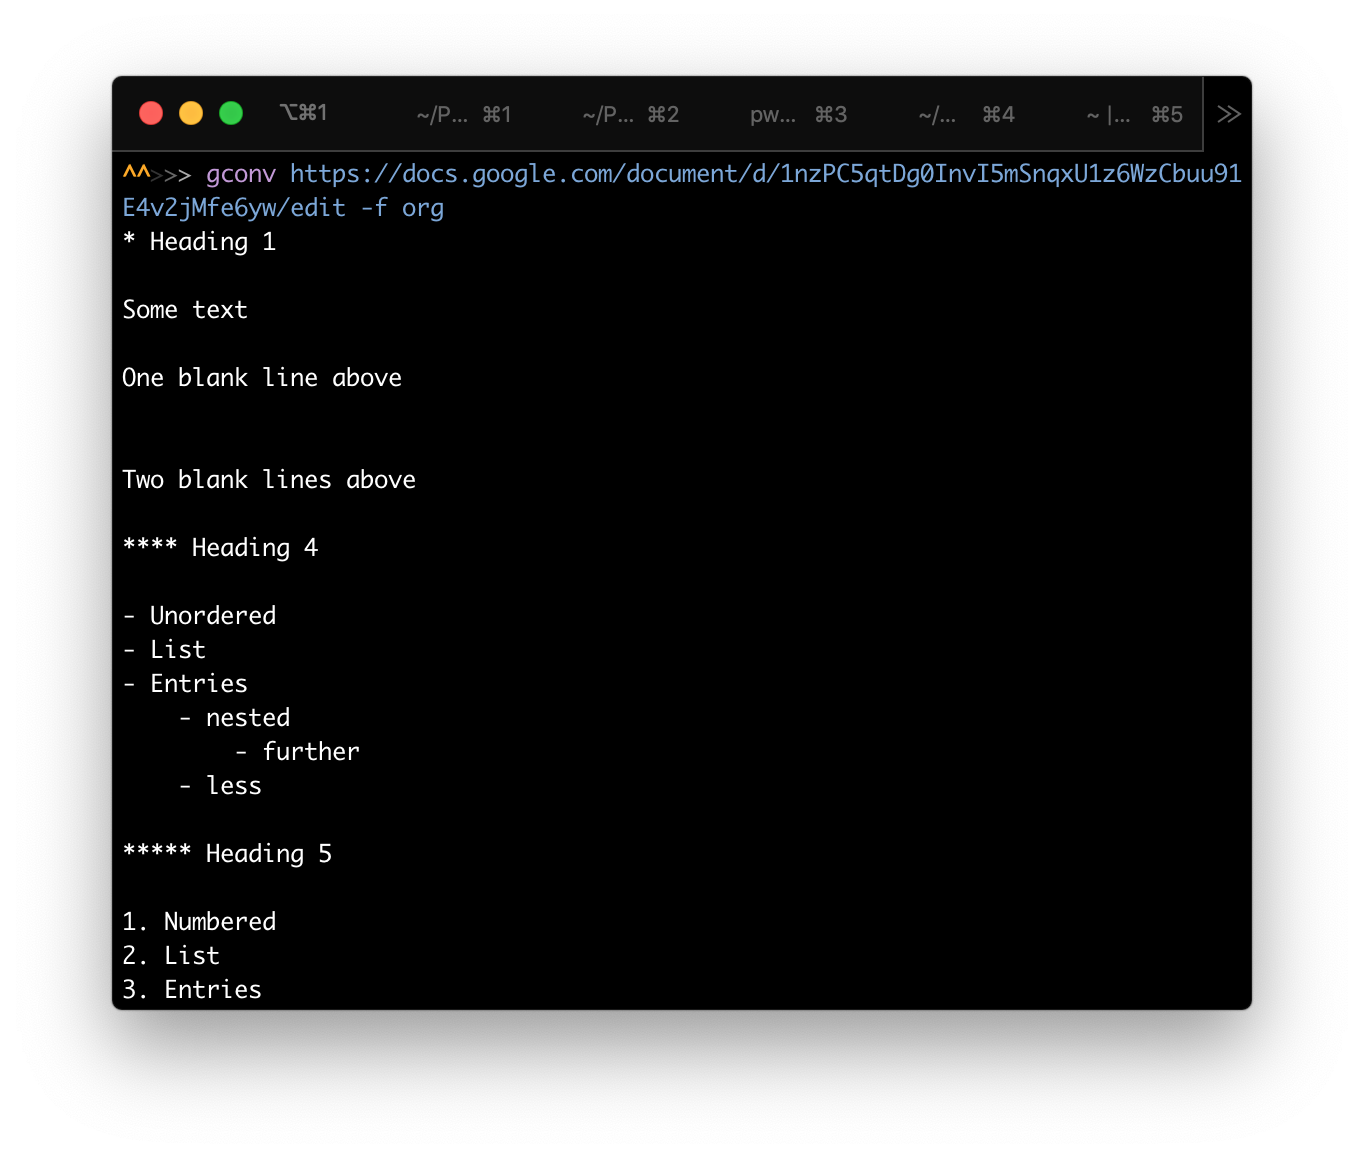 ⌥⌘1 ~/P... ⌘1 ~/P... ⌘2 pw... ⌘3 ~/... ⌘4 ~ |... ⌘5 >>
^^>>> gconv https://docs.google.com/document/d/1nzPC5qtDg0InvI5mSnqxU1z6WzCbuu91
E4v2jMfe6yw/edit -f org
* Heading 1
Some text
One blank line above
Two blank lines above
**** Heading 4
- Unordered
- List
- Entries
- nested
- further
- less
***** Heading 5
1. Numbered
2. List
3. Entries